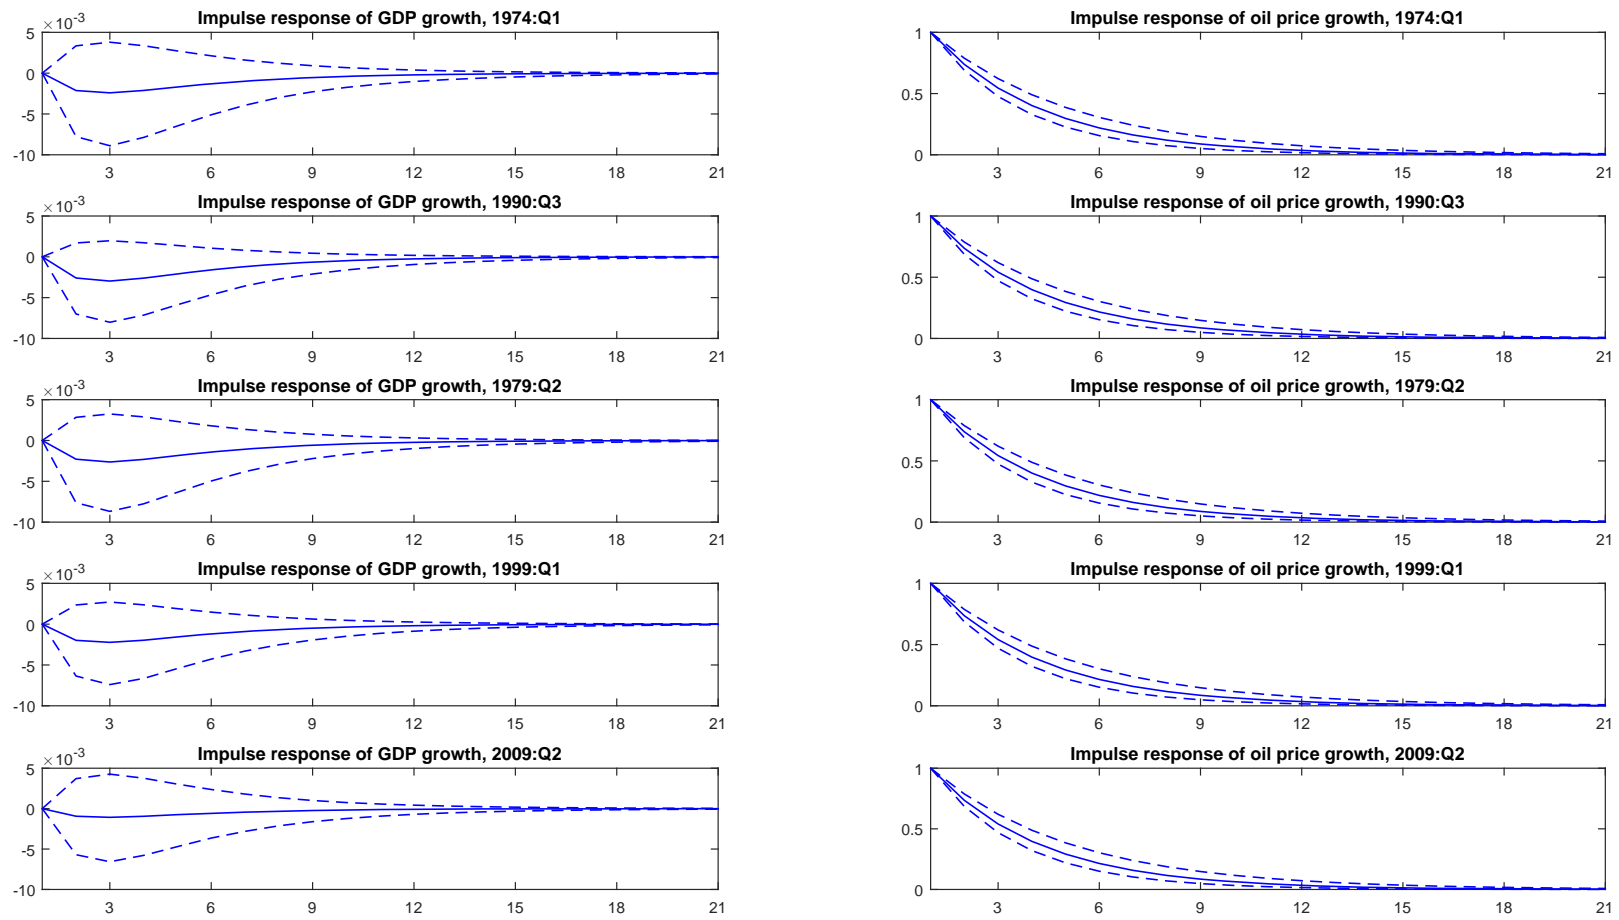 Impulse response of GDP growth, 1974:Q1
×10-3
5
0
-5
-10
3 6 9 12 15 18 21
Impulse response of oil price growth, 1974:Q1
1
0.5
0
3 6 9 12 15 18 21
Impulse response of GDP growth, 1990:Q3
×10-3
5
0
-5
-10
3 6 9 12 15 18 21
Impulse response of oil price growth, 1990:Q3
1
0.5
0
3 6 9 12 15 18 21
Impulse response of GDP growth, 1979:Q2
×10-3
5
0
-5
-10
3 6 9 12 15 18 21
Impulse response of oil price growth, 1979:Q2
1
0.5
0
3 6 9 12 15 18 21
Impulse response of GDP growth, 1999:Q1
×10-3
5
0
-5
-10
3 6 9 12 15 18 21
Impulse response of oil price growth, 1999:Q1
1
0.5
0
3 6 9 12 15 18 21
Impulse response of GDP growth, 2009:Q2
×10-3
5
0
-5
-10
3 6 9 12 15 18 21
Impulse response of oil price growth, 2009:Q2
1
0.5
0
3 6 9 12 15 18 21